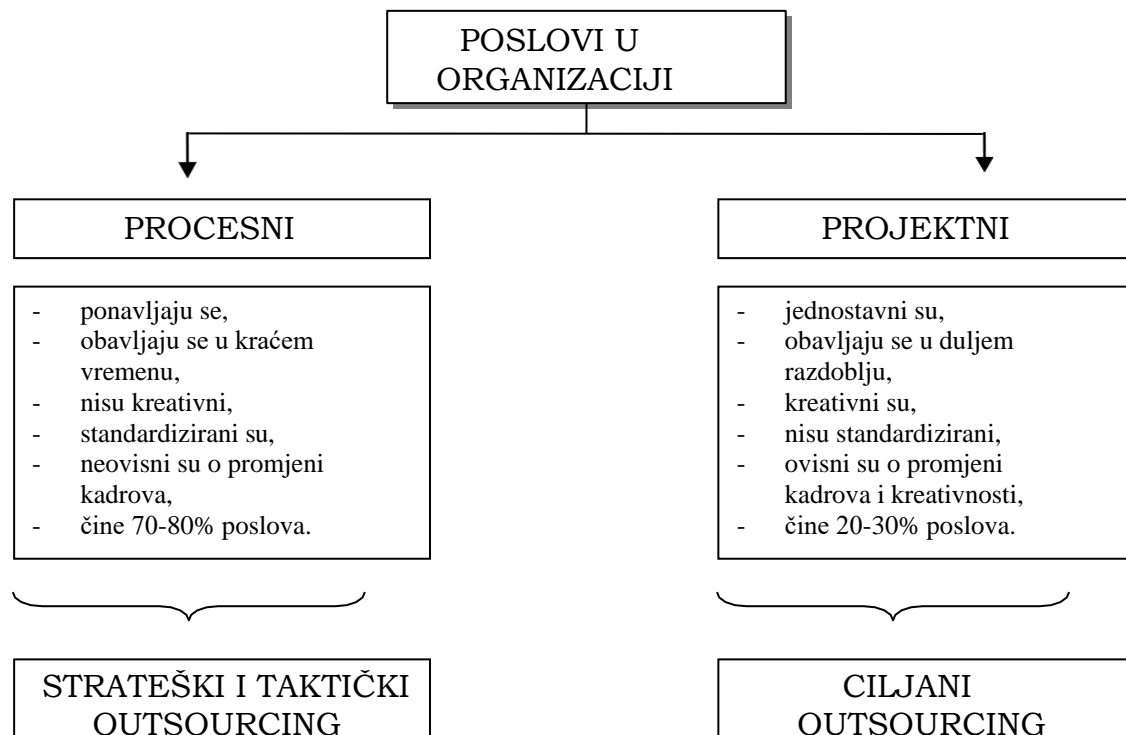 POSLOVI U
ORGANIZACIJI
PROCESNI
- ponavljaju se,
- obavljaju se u kraćem
vremenu,
- nisu kreativni,
- standardizirani su,
- neovisni su o promjeni
kadrova,
- čine 70-80% poslova.
STRATEŠKI I TAKTIČKI
OUTSOURCING
PROJEKTNI
- jednostavni su,
- obavljaju se u duljem
razdoblju,
- kreativni su,
- nisu standardizirani,
- ovisni su o promjeni
kadrova i kreativnosti,
- čine 20-30% poslova.
CILJANI
OUTSOURCING